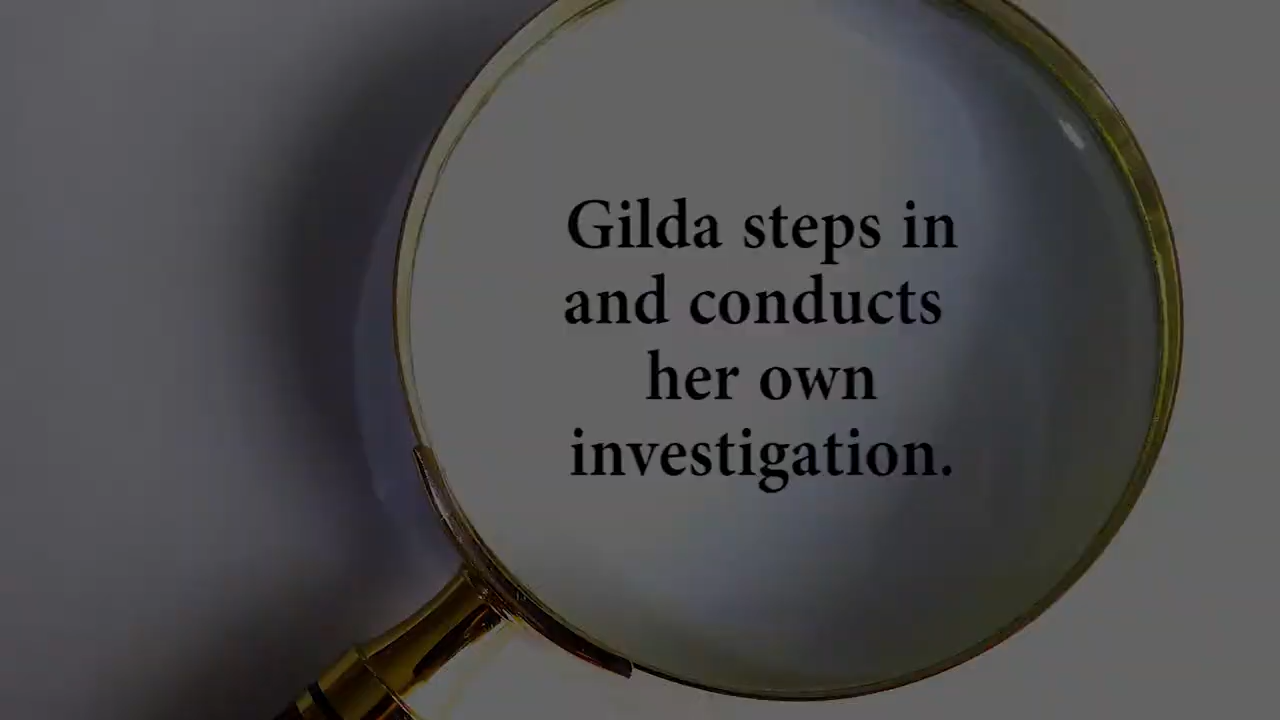 Gilda steps in
and conducts
her own
investigation.